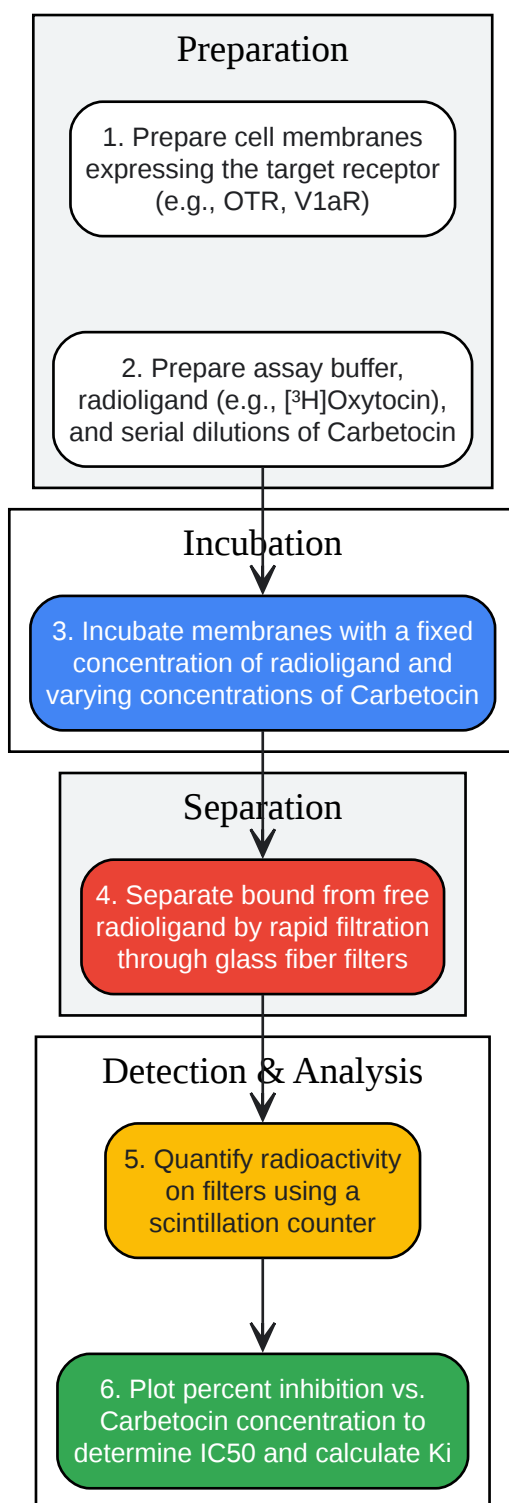 Preparation
1. Prepare cell membranes
expressing the target receptor
(e.g., OTR, V1aR)
2. Prepare assay buffer,
radioligand (e.g., [³H]Oxytocin),
and serial dilutions of Carbetocin
Incubation
3. Incubate membranes with a fixed
concentration of radioligand and
varying concentrations of Carbetocin
Separation
4. Separate bound from free
radioligand by rapid filtration
through glass fiber filters
Detection & Analysis
5. Quantify radioactivity
on filters using a
scintillation counter
6. Plot percent inhibition vs.
Carbetocin concentration to
determine IC50 and calculate Ki